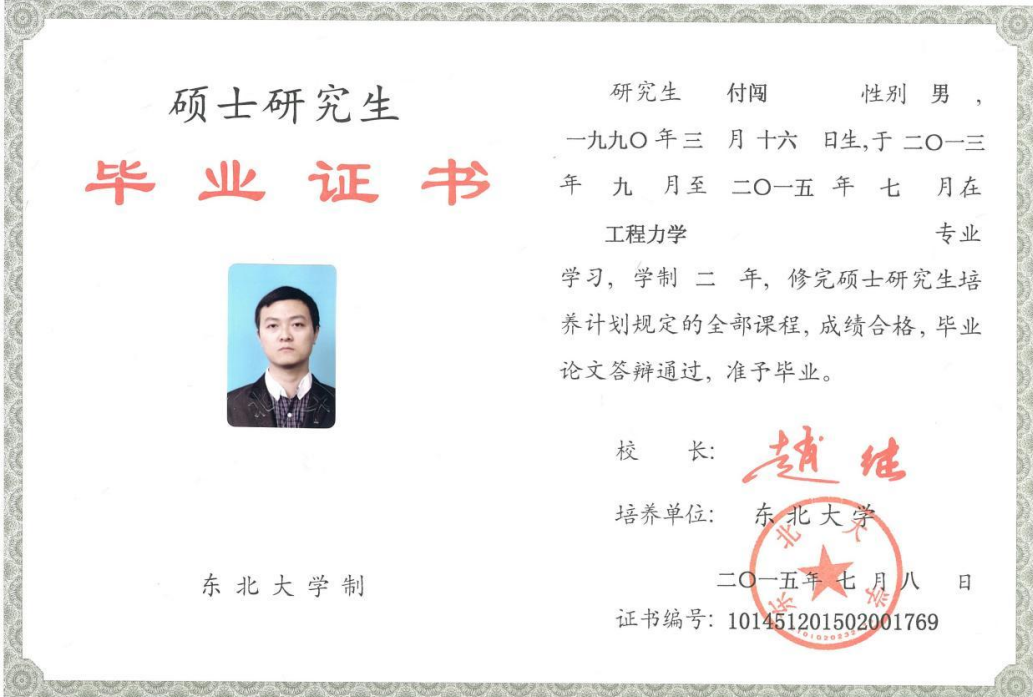 硕士研究生
毕业证书
东北大学制
研究生 付闯 性别 男 ,
一九九〇年三 月十六 日生,于 二〇一三
年 九 月至 二〇一五 年 七 月在
工程力学 专业
学习, 学制 二 年, 修完硕士研究生培
养计划规定的全部课程, 成绩合格, 毕业
论文答辩通过, 准予毕业。
校 长: 赵继
培养单位: 东北大学
东北大学
二〇一五年 七 月 八 日
证书编号: 101451201502001769